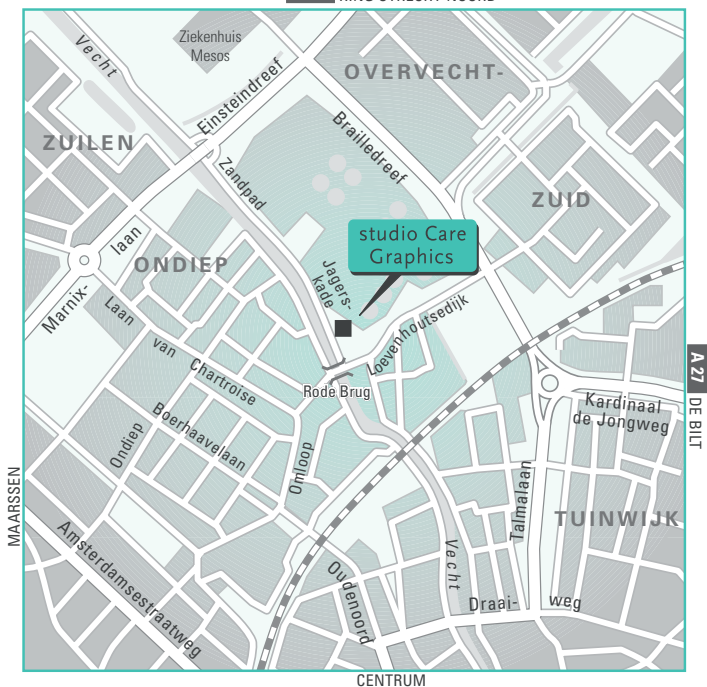 RING UTRECHT-NOORD
Vecht
Ziekenhuis
Mesos
OVERVECHT-
Einsteindreef
ZUILEN
Brailledreef
Zandpad
ZUID
studio Care
Graphics
laan
ONDIEP
Jagers-
kade
Marnix-
Laan
van
Chartroise
Loevenhoutsedijk
Rode Brug
A 27
DE BILT
Kardinaal
de Jongweg
Boerhaavelaan
Ondiep
Omloop
MAARSSEN
Talmalaan
TUINWIJK
Amsterdamsestraatweg
Vecht
Oudenoord
Draai-
weg
CENTRUM